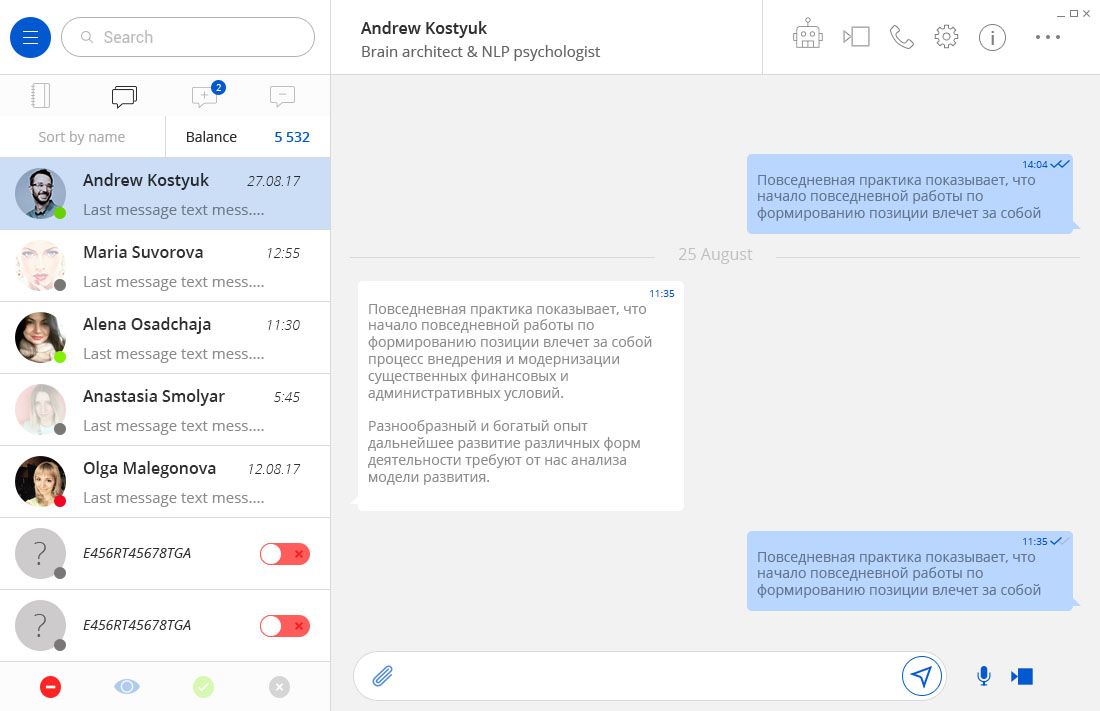 Search
2
Sort by name
Balance 5 532
Andrew Kostyuk 27.08.17
Last message text mess....
Maria Suvorova 12:55
Last message text mess....
Alena Osadchaja 11:30
Last message text mess....
Anastasia Smolyar 5:45
Last message text mess....
Olga Malegonova 12.08.17
Last message text mess....
?
E456RT45678TGA
?
E456RT45678TGA
Andrew Kostyuk
Brain architect & NLP psychologist
14:04
Повседневная практика показывает, что
начало повседневной работы по
формированию позиции влечет за собой
25 August
11:35
Повседневная практика показывает, что
начало повседневной работы по
формированию позиции влечет за собой
процесс внедрения и модернизации
существенных финансовых и
административных условий.
Разнообразный и богатый опыт
дальнейшее развитие различных форм
деятельности требуют от нас анализа
модели развития.
11:35
Повседневная практика показывает, что
начало повседневной работы по
формированию позиции влечет за собой